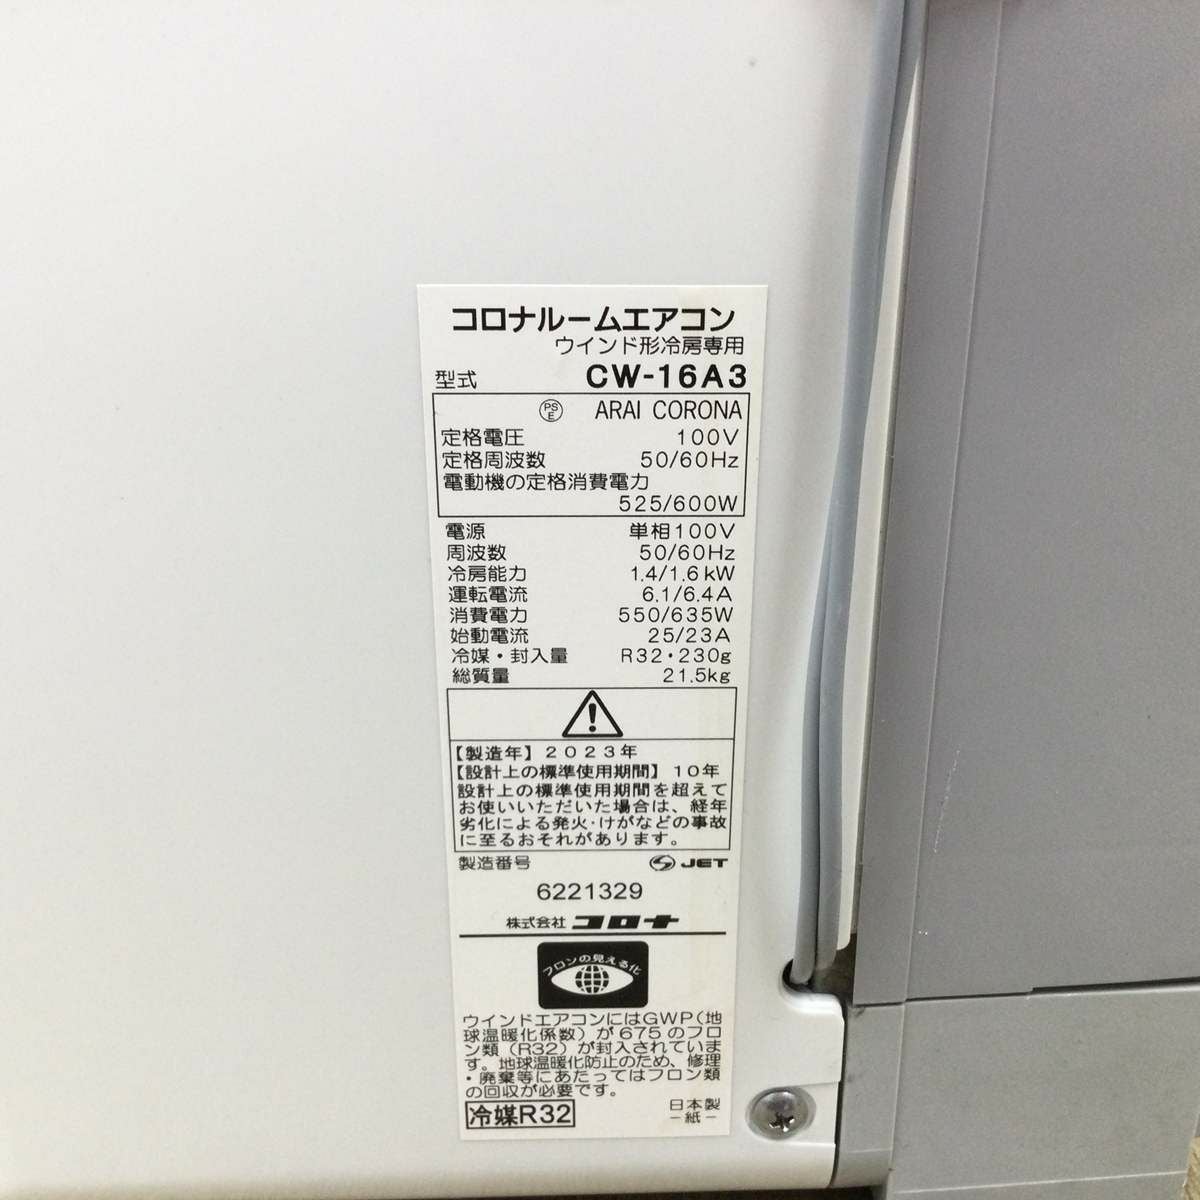 コロナルームエアコン
ウインド形冷房専用
型式 CW-16A3
PS E ARAI CORONA
定格電圧 100V
定格周波数 50/60Hz
電動機の定格消費電力
525/600W
電源 単相100V
周波数 50/60Hz
冷房能力 1.4/1.6kW
運転電流 6.1/6.4A
消費電力 550/635W
始動電流 25/23A
冷媒・封入量 R32・230g
総質量 21.5kg
【製造年】2023年
【設計上の標準使用期間】10年
設計上の標準使用期間を超えて
お使いいただいた場合は、経年
劣化による発火・けがなどの事故
に至るおそれがあります。
製造番号 JET
6221329
株式会社 コロナ
フロンの見える化
ウインドエアコンにはGWP(地
球温暖化係数)が675のフロ
ン類(R32)が封入されていま
す。地球温暖化防止のため、修理
・廃棄等にあたってはフロン類
の回収が必要です。
冷媒R32 日本製
－紙－